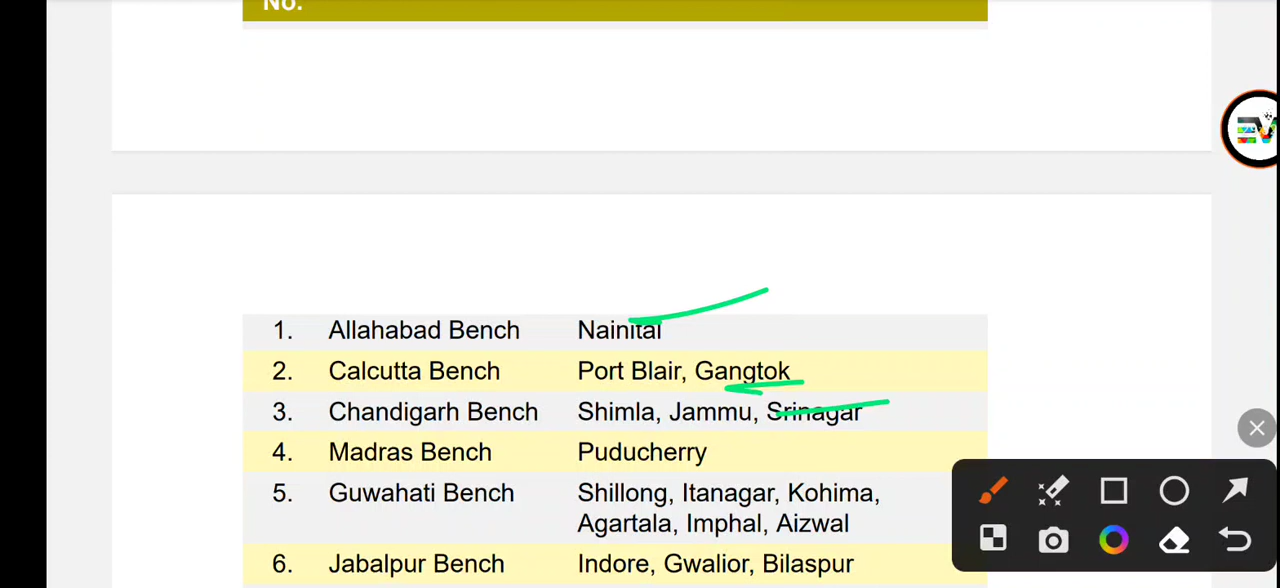 No.
1. Allahabad Bench Nainital
2. Calcutta Bench Port Blair, Gangtok
3. Chandigarh Bench Shimla, Jammu, Srinagar
4. Madras Bench Puducherry
5. Guwahati Bench Shillong, Itanagar, Kohima,
Agartala, Imphal, Aizwal
6. Jabalpur Bench Indore, Gwalior, Bilaspur
EV